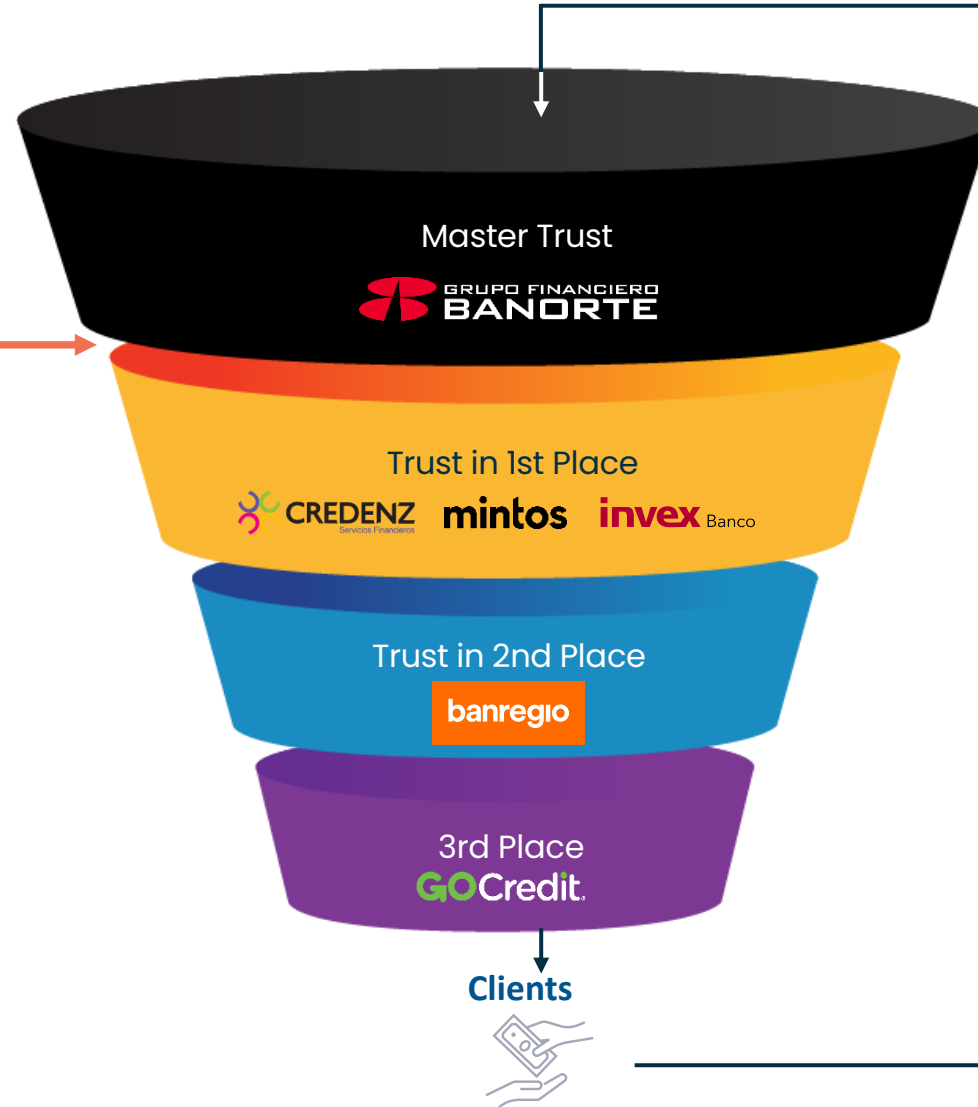 Master Trust
GRUPO FINANCIERO
BANORTE
Trust in 1st Place
CREDENZ
Servicios Financieros
mintos
invex Banco
Trust in 2nd Place
banregio
3rd Place
GOCredit.
Clients